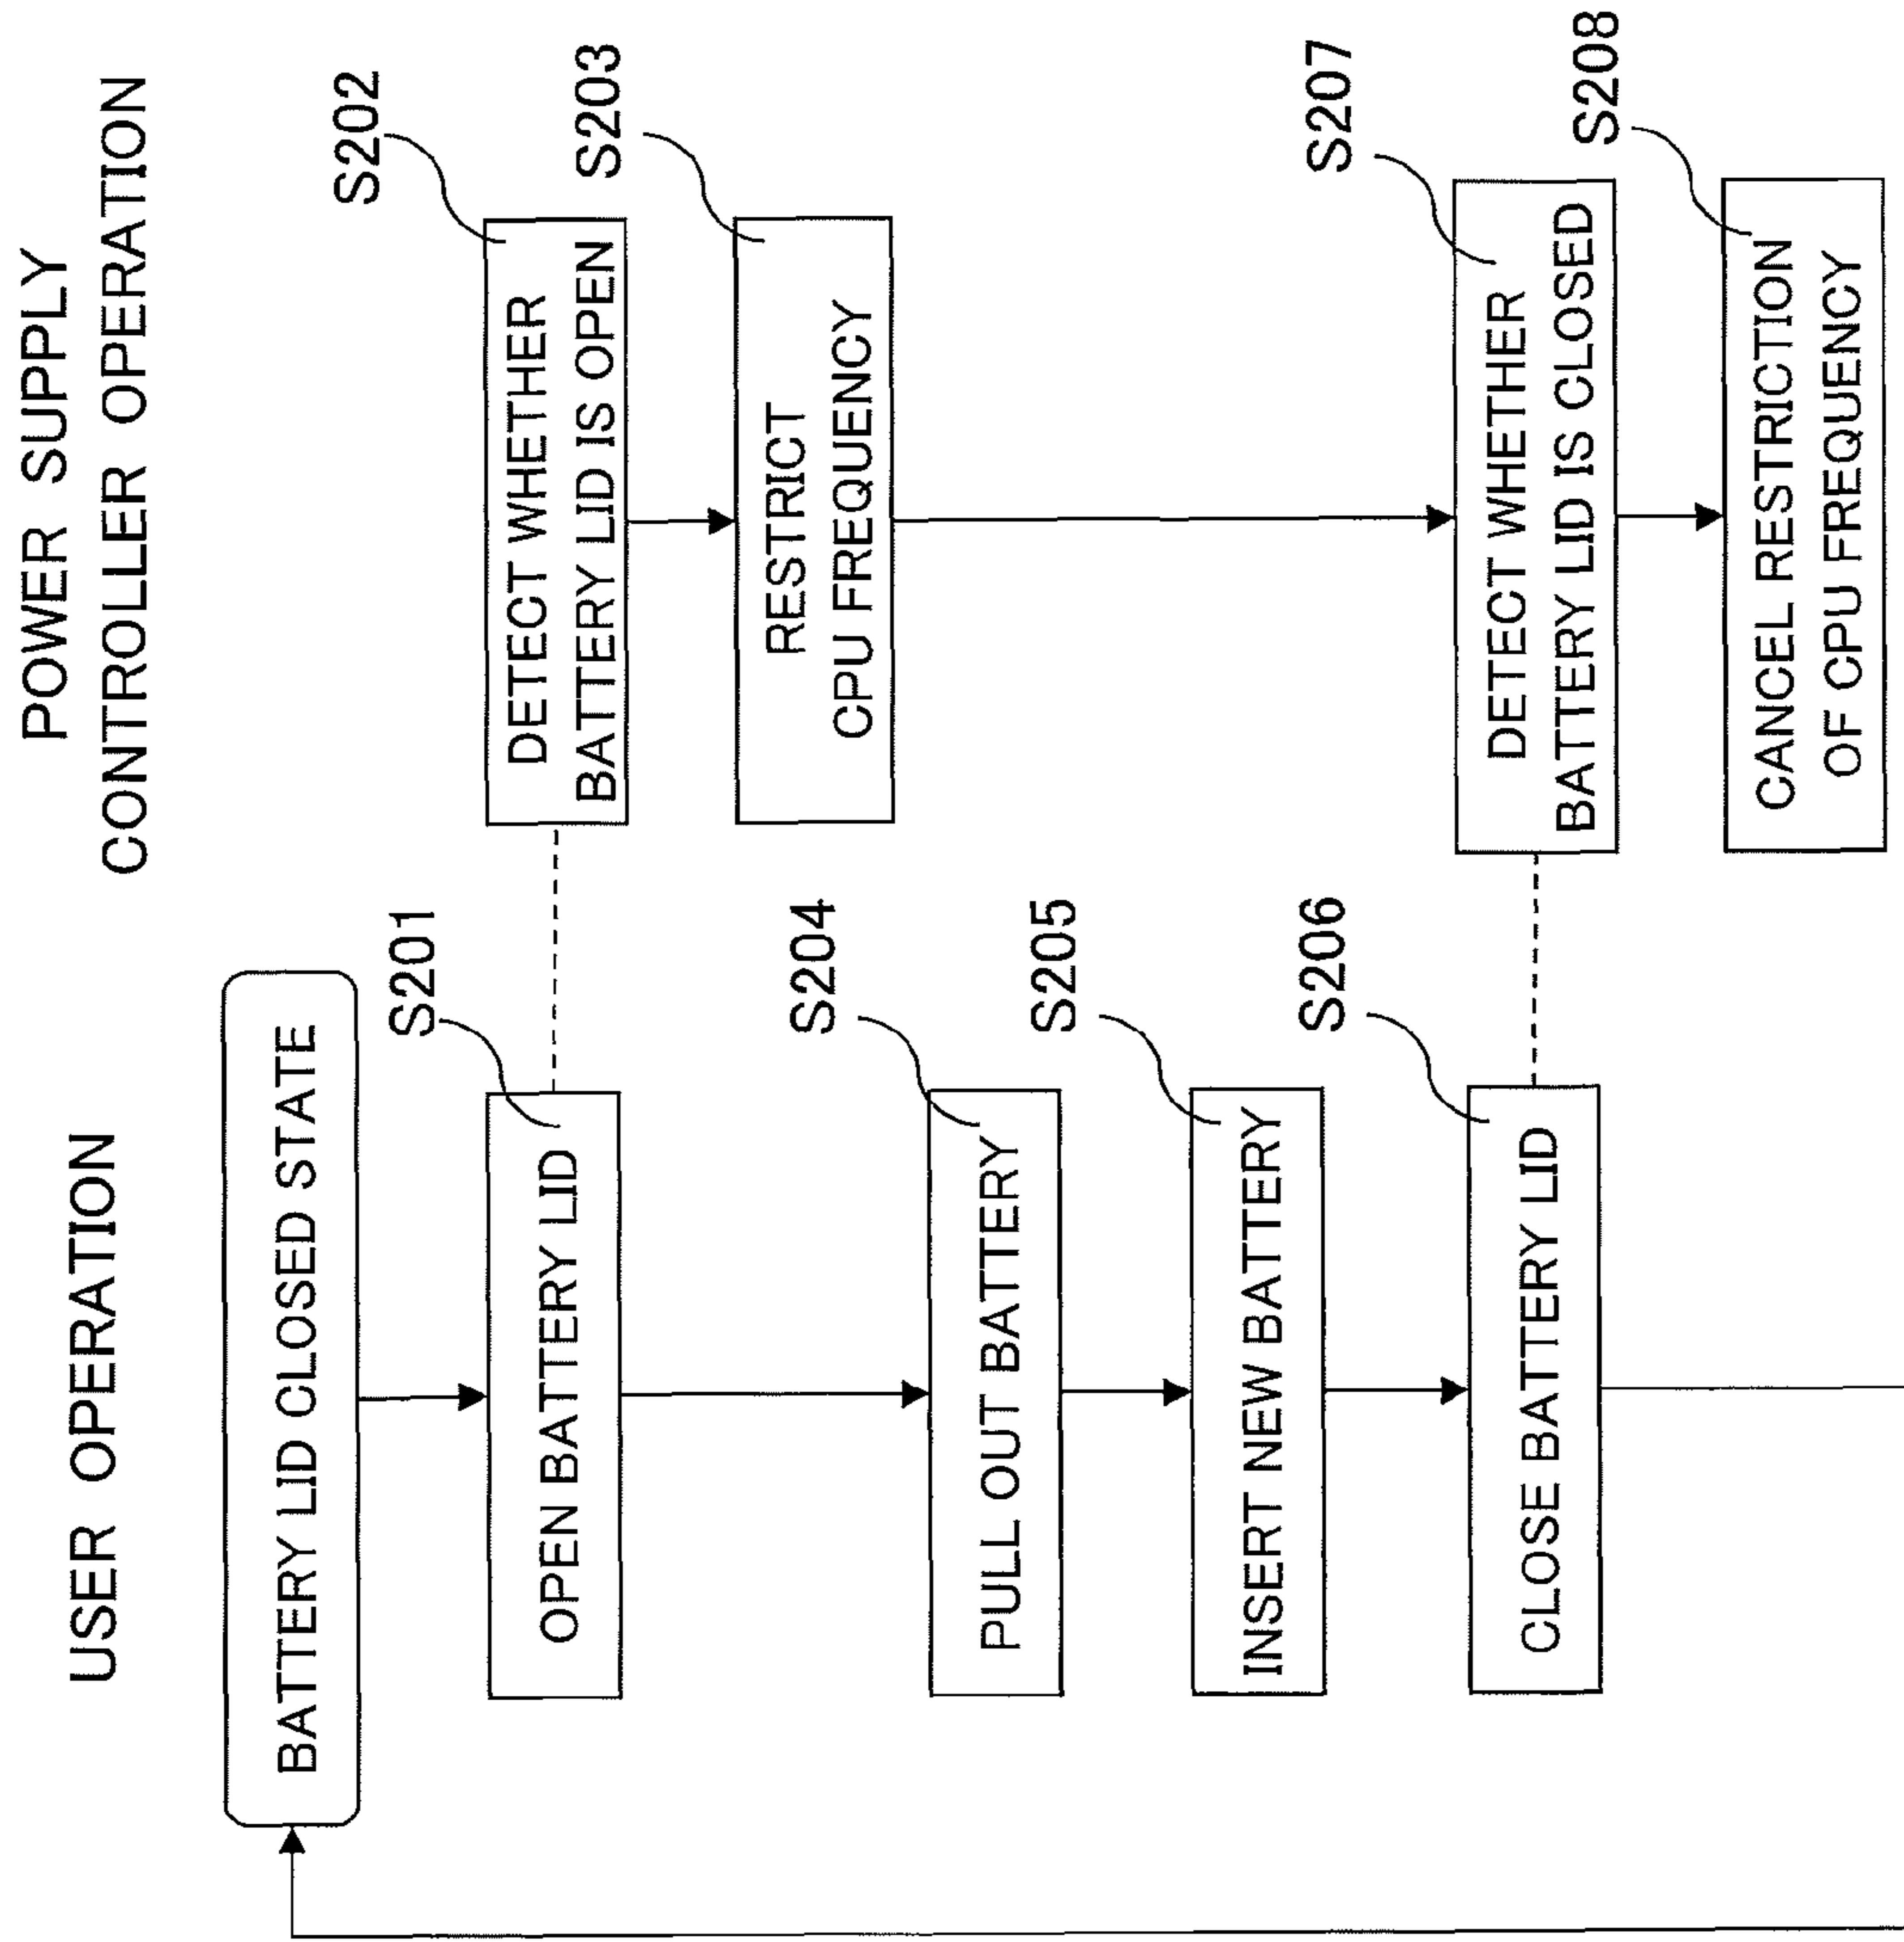 USER OPERATION
POWER SUPPLY
CONTROLLER OPERATION
BATTERY LID CLOSED STATE
S201
OPEN BATTERY LID
S202
DETECT WHETHER
BATTERY LID IS OPEN
S203
RESTRICT
CPU FREQUENCY
S204
PULL OUT BATTERY
S205
INSERT NEW BATTERY
S206
CLOSE BATTERY LID
S207
DETECT WHETHER
BATTERY LID IS CLOSED
S208
CANCEL RESTRICTION
OF CPU FREQUENCY